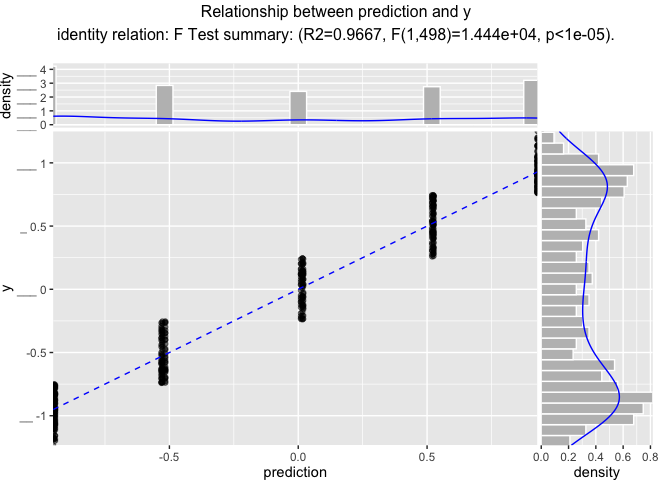 Relationship between prediction and y
identity relation: F Test summary: (R2=0.9667, F(1,498)=1.444e+04, p<1e-05).
density
4
3
2
1
0
y
1
0.5
0
-0.5
-1
-0.5 0.0 0.5
prediction
0.0 0.2 0.4 0.6 0.8
density